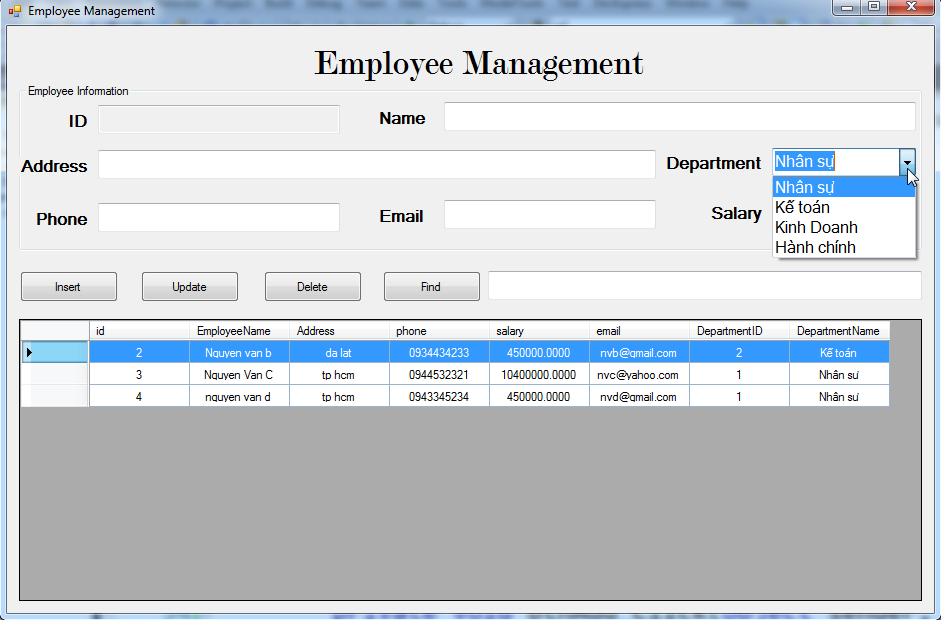 Employee Management
Employee Management
Employee Information
ID
Name
Address
Department
Nhân sự
Nhân sự
Kế toán
Kinh Doanh
Hành chính
Phone
Email
Salary
Insert Update Delete Find
id EmployeeName Address phone salary email DepartmentID DepartmentName
2 Nguyen van b da lat 0934434233 450000.0000 nvb@gmail.com 2 Kế toán
3 Nguyen Van C tp hcm 0944532321 10400000.0000 nvc@yahoo.com 1 Nhân sự
4 nguyen van d tp hcm 0943345234 450000.0000 nvd@gmail.com 1 Nhân sự